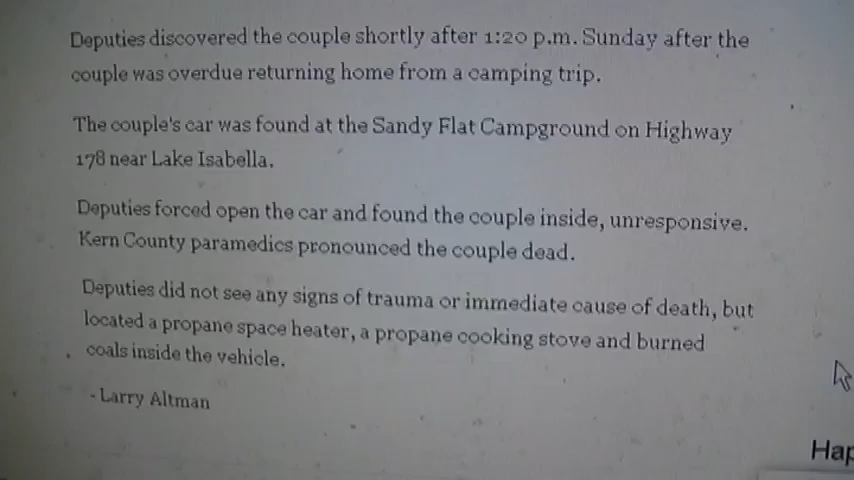 Deputies discovered the couple shortly after 1:20 p.m. Sunday after the
couple was overdue returning home from a camping trip.
The couple's car was found at the Sandy Flat Campground on Highway
178 near Lake Isabella.
Deputies forced open the car and found the couple inside, unresponsive.
Kern County paramedics pronounced the couple dead.
Deputies did not see any signs of trauma or immediate cause of death, but
located a propane space heater, a propane cooking stove and burned
coals inside the vehicle.
- Larry Altman
Hap